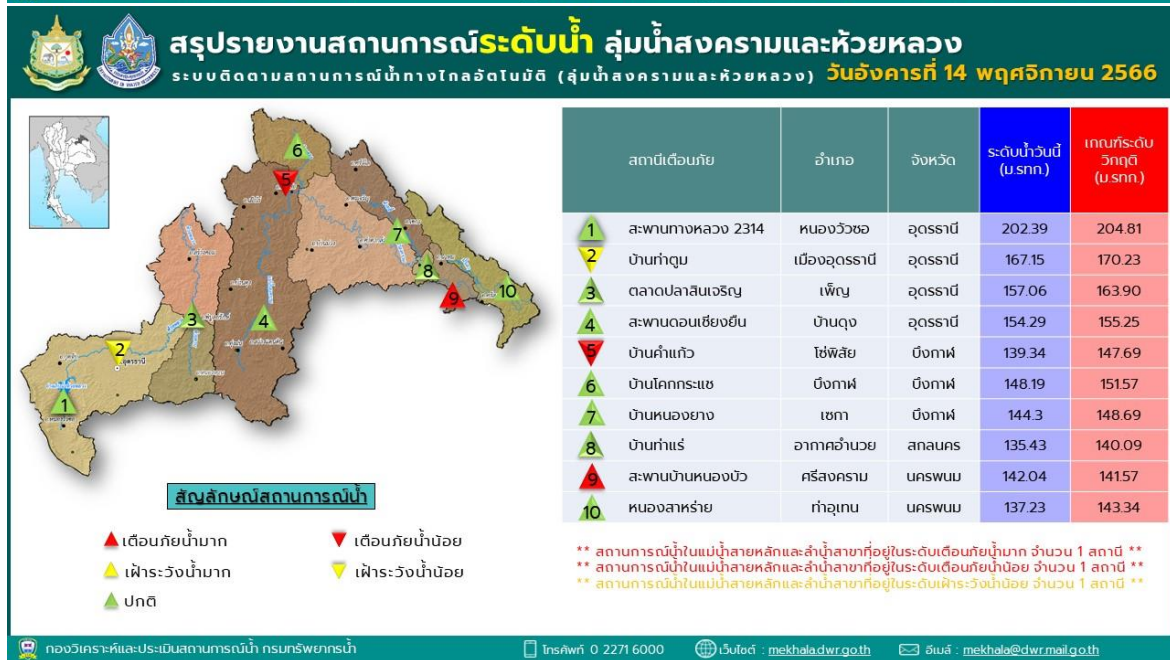 สรุปรายงานสถานการณ์ระดับน้ำ ลุ่มน้ำสงครามและห้วยหลวง
ระบบติดตามสถานการณ์น้ำทางไกลอัตโนมัติ (ลุ่มน้ำสงครามและห้วยหลวง) วันอังคารที่ 14 พฤศจิกายน 2566
สถานีเตือนภัย อำเภอ จังหวัด ระดับน้ำวันนี้ (ม.รทก.) เกณฑ์ระดับวิกฤติ (ม.รทก.)
1 สะพานทางหลวง 2314 หนองวัวซอ อุดรธานี 202.39 204.81
2 บ้านท่าตูม เมืองอุดรธานี อุดรธานี 167.15 170.23
3 ตลาดปลาสินเจริญ เพ็ญ อุดรธานี 157.06 163.90
4 สะพานดอนเชียงยืน บ้านดุง อุดรธานี 154.29 155.25
5 บ้านคำแก้ว โซ่พิสัย บึงกาฬ 139.34 147.69
6 บ้านโคกกระแซ บึงกาฬ บึงกาฬ 148.19 151.57
7 บ้านหนองยาง เซกา บึงกาฬ 144.3 148.69
8 บ้านท่าแร่ อากาศอำนวย สกลนคร 135.43 140.09
9 สะพานบ้านหนองบัว ศรีสงคราม นครพนม 142.04 141.57
10 หนองสาหร่าย ท่าอุเทน นครพนม 137.23 143.34
6
5
7
8
10
9
3
4
2
อุดรธานี
1
สัญลักษณ์สถานการณ์น้ำ
เตือนภัยน้ำมาก เตือนภัยน้ำน้อย
เฝ้าระวังน้ำมาก เฝ้าระวังน้ำน้อย
ปกติ
** สถานการณ์น้ำในแม่น้ำสายหลักและลำน้ำสาขาที่อยู่ในระดับเตือนภัยน้ำมาก จำนวน 1 สถานี **
** สถานการณ์น้ำในแม่น้ำสายหลักและลำน้ำสาขาที่อยู่ในระดับเตือนภัยน้ำน้อย จำนวน 1 สถานี **
** สถานการณ์น้ำในแม่น้ำสายหลักและลำน้ำสาขาที่อยู่ในระดับเฝ้าระวังน้ำน้อย จำนวน 1 สถานี **
กองวิเคราะห์และประเมินสถานการณ์น้ำ กรมทรัพยากรน้ำ โทรศัพท์ 0 2271 6000 เว็บไซต์ : mekhala.dwr.go.th อีเมล์ : mekhala@dwr.mail.go.th